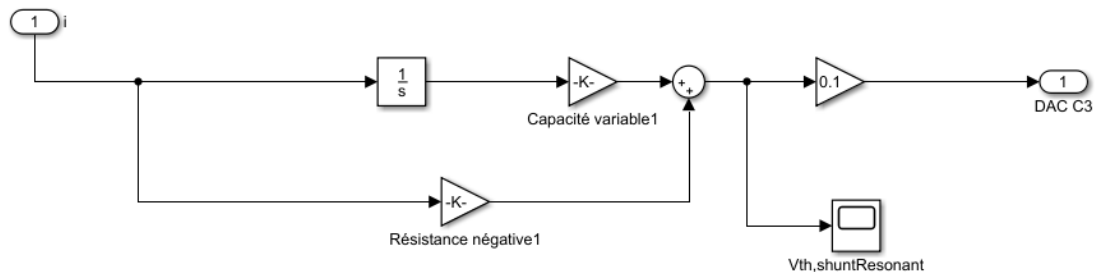 1
i
1
s
-K-
Capacité variable1
+
+
0.1
1
DAC C3
-K-
Résistance négative1
Vth,shuntResonant